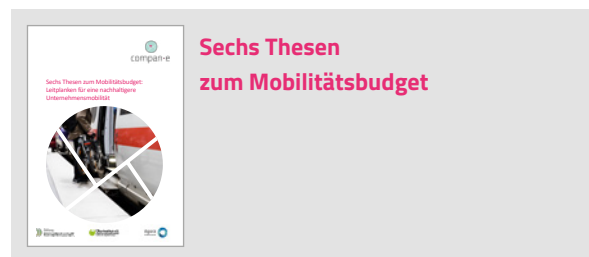 compan-e
Sechs Thesen zum Mobilitätsbudget:
Leitplanken für eine nachhaltigere
Unternehmensmobilität
Sechs Thesen
zum Mobilitätsbudget